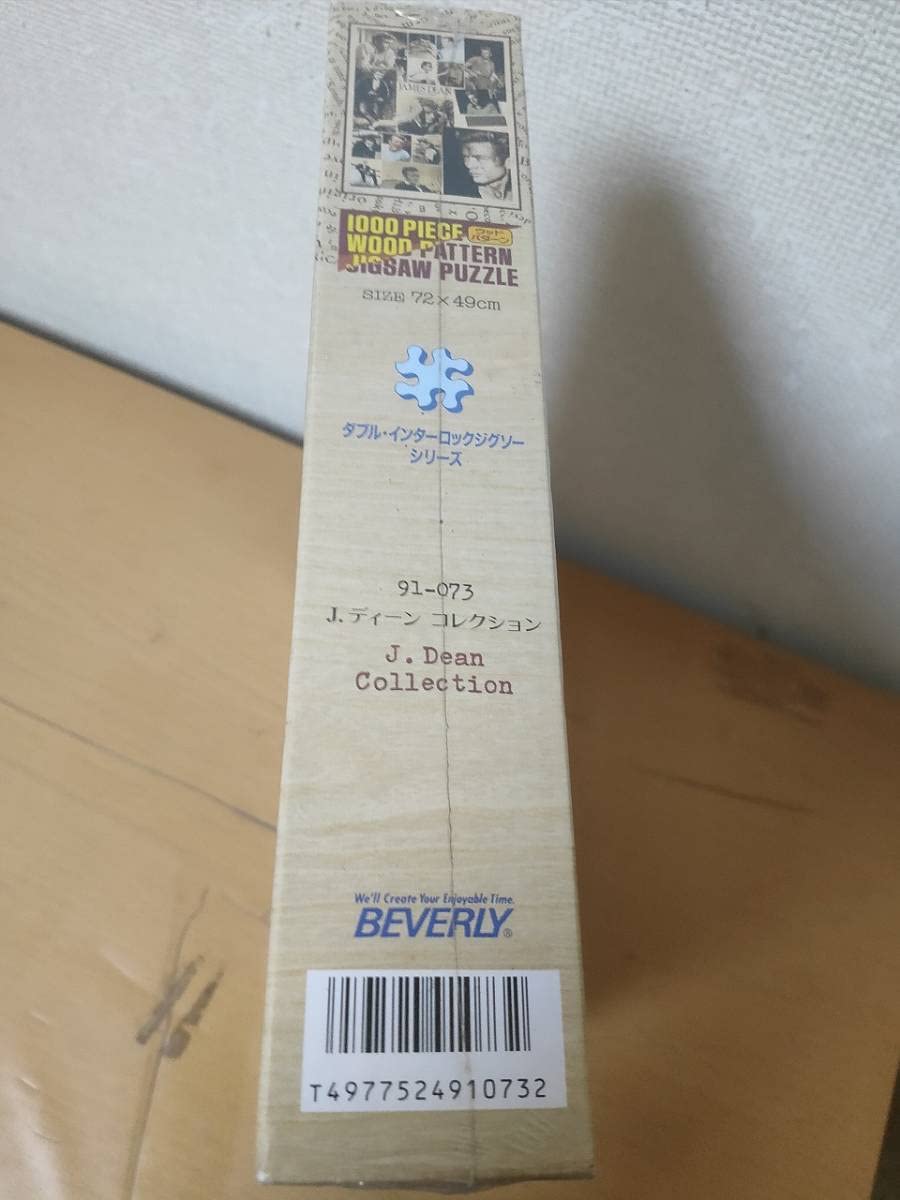 JAMES DEAN
1000 PIECE ウッド
パターン
WOOD PATTERN
JIGSAW PUZZLE
SIZE 72×49cm
ダブル・インターロックジグソー
シリーズ
91-073
J.ディーン コレクション
J. Dean
Collection
We'll Create Your Enjoyable Time.
BEVERLY®
T4977524910732